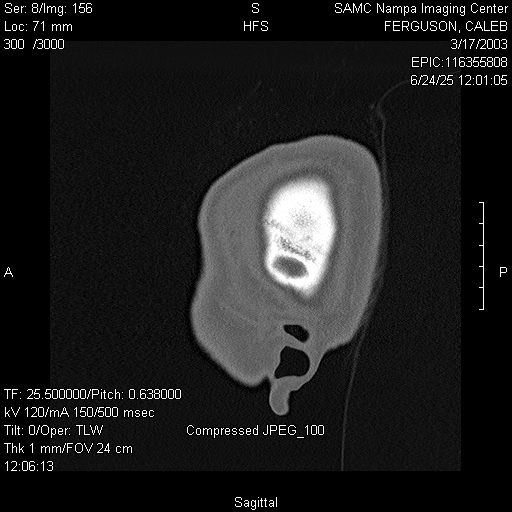 Ser: 8/Img: 156
Loc: 71 mm
300 /3000
S
HFS
SAMC Nampa Imaging Center
FERGUSON, CALEB
3/17/2003
EPIC:116355808
6/24/25 12:01:05
A
P
TF: 25.500000/Pitch: 0.638000
kV 120/mA 150/500 msec
Tilt: 0/Oper: TLW
Thk 1 mm/FOV 24 cm
12:06:13
Compressed JPEG_100
Sagittal